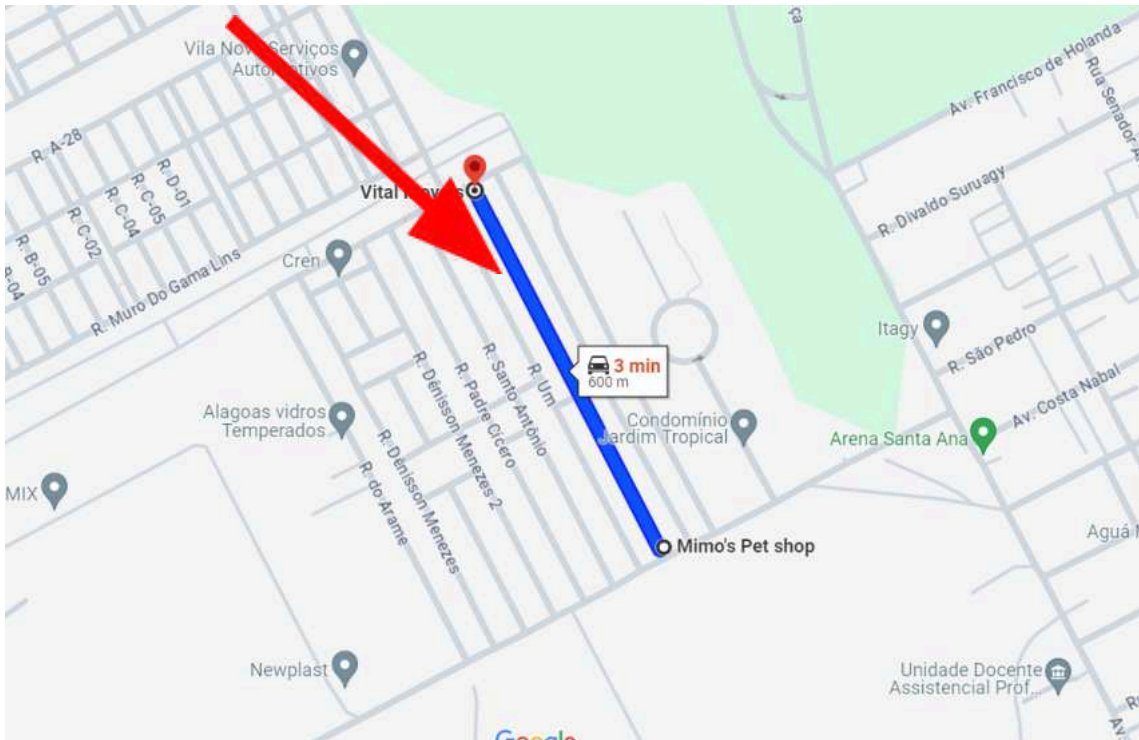 ça
Av. Francisco de Holanda
Rua Senador
Vila Nova Serviços
Automotivos
R. A-28
R. D-01
R. C-05
R. C-04
R. C-02
R. B-05
R. Muro Do Gama Lins
Vital
Cren
R. Divaldo Suruagy
Itagy
R. São Pedro
Av. Costa Nabal
3 min
600 m
R. Um
R. Santo Antônio
R. Padre Cícero
R. Dênisson Menezes 2
R. Dênisson Menezes
R. do Arame
Alagoas vidros
Temperados
Condomínio
Jardim Tropical
Arena Santa Ana
MIX
Mimo's Pet shop
Aguá
Newplast
Unidade Docente
Assistencial Prof...
Av.
Google